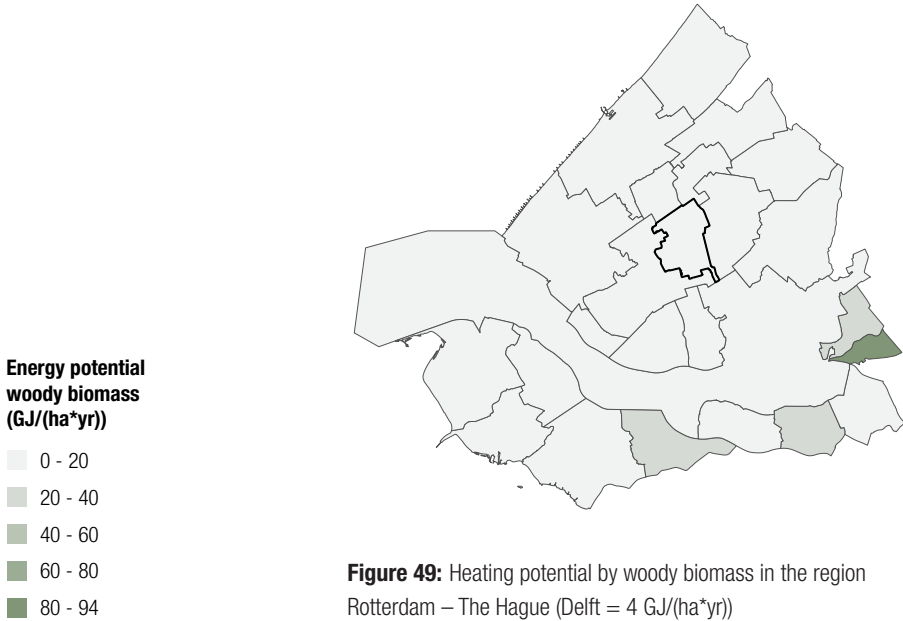 Energy potential
woody biomass
(GJ/(ha*yr))
0 - 20
20 - 40
40 - 60
60 - 80
80 - 94
Figure 49: Heating potential by woody biomass in the region
Rotterdam – The Hague (Delft = 4 GJ/(ha*yr))